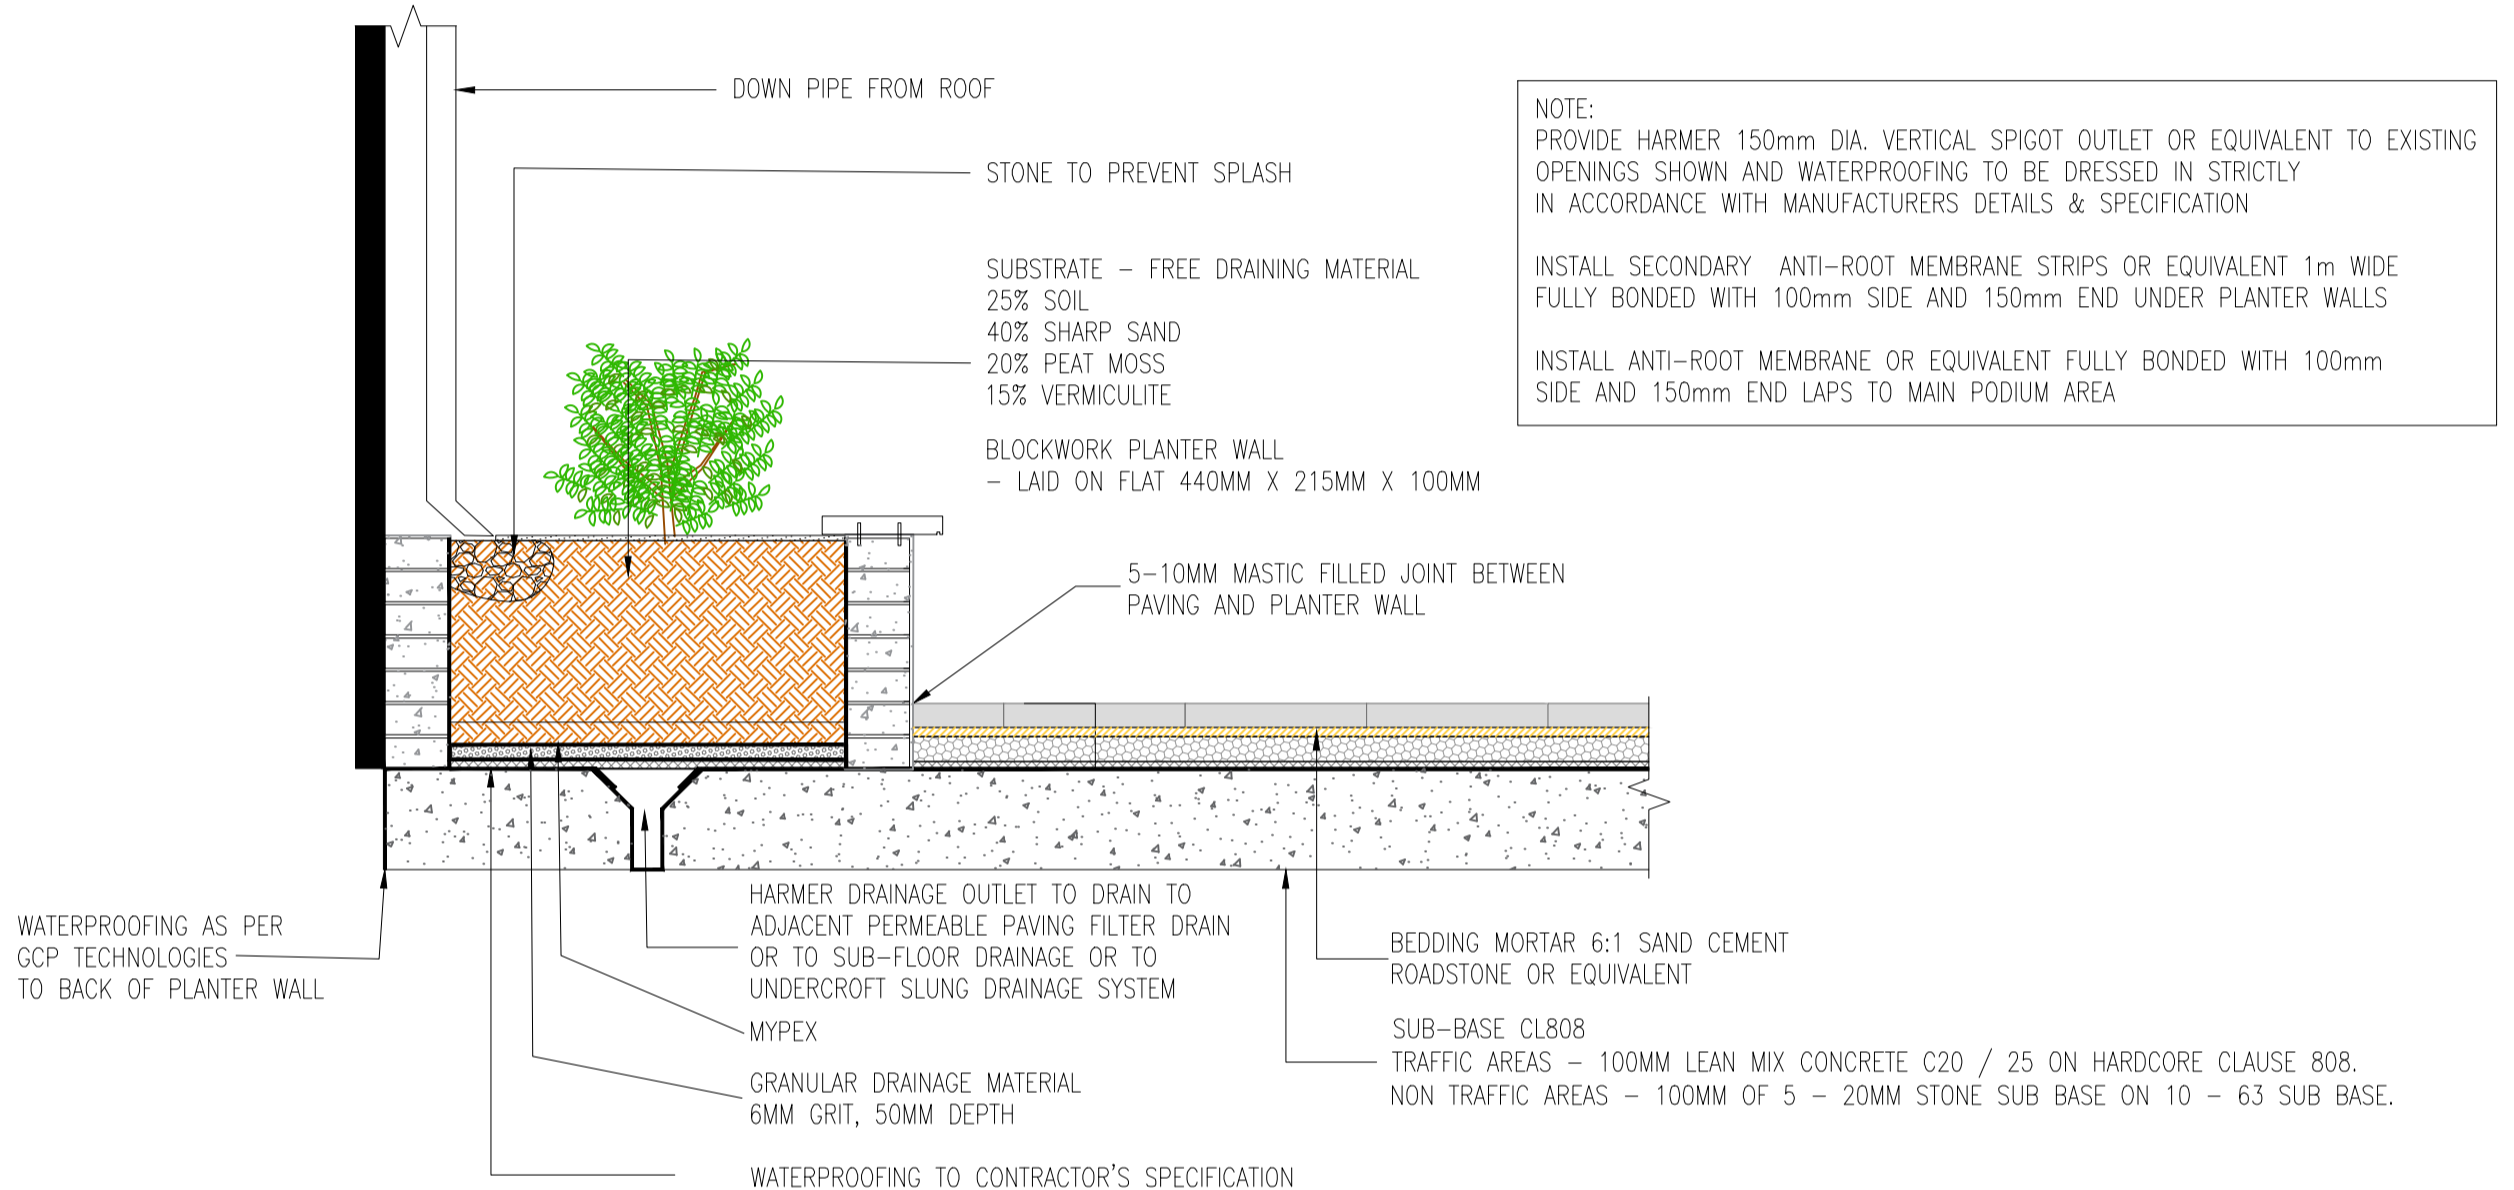 DOWN PIPE FROM ROOF
STONE TO PREVENT SPLASH
SUBSTRATE – FREE DRAINING MATERIAL
25% SOIL
40% SHARP SAND
20% PEAT MOSS
15% VERMICULITE
BLOCKWORK PLANTER WALL
– LAID ON FLAT 440MM X 215MM X 100MM
NOTE:
PROVIDE HARMER 150mm DIA. VERTICAL SPIGOT OUTLET OR EQUIVALENT TO EXISTING
OPENINGS SHOWN AND WATERPROOFING TO BE DRESSED IN STRICTLY
IN ACCORDANCE WITH MANUFACTURERS DETAILS & SPECIFICATION
INSTALL SECONDARY ANTI–ROOT MEMBRANE STRIPS OR EQUIVALENT 1m WIDE
FULLY BONDED WITH 100mm SIDE AND 150mm END UNDER PLANTER WALLS
INSTALL ANTI–ROOT MEMBRANE OR EQUIVALENT FULLY BONDED WITH 100mm
SIDE AND 150mm END LAPS TO MAIN PODIUM AREA
5–10MM MASTIC FILLED JOINT BETWEEN
PAVING AND PLANTER WALL
WATERPROOFING AS PER
GCP TECHNOLOGIES
TO BACK OF PLANTER WALL
HARMER DRAINAGE OUTLET TO DRAIN TO
ADJACENT PERMEABLE PAVING FILTER DRAIN
OR TO SUB–FLOOR DRAINAGE OR TO
UNDERCROFT SLUNG DRAINAGE SYSTEM
MYPEX
GRANULAR DRAINAGE MATERIAL
6MM GRIT, 50MM DEPTH
WATERPROOFING TO CONTRACTOR'S SPECIFICATION
BEDDING MORTAR 6:1 SAND CEMENT
ROADSTONE OR EQUIVALENT
SUB–BASE CL808
TRAFFIC AREAS – 100MM LEAN MIX CONCRETE C20 / 25 ON HARDCORE CLAUSE 808.
NON TRAFFIC AREAS – 100MM OF 5 – 20MM STONE SUB BASE ON 10 – 63 SUB BASE.